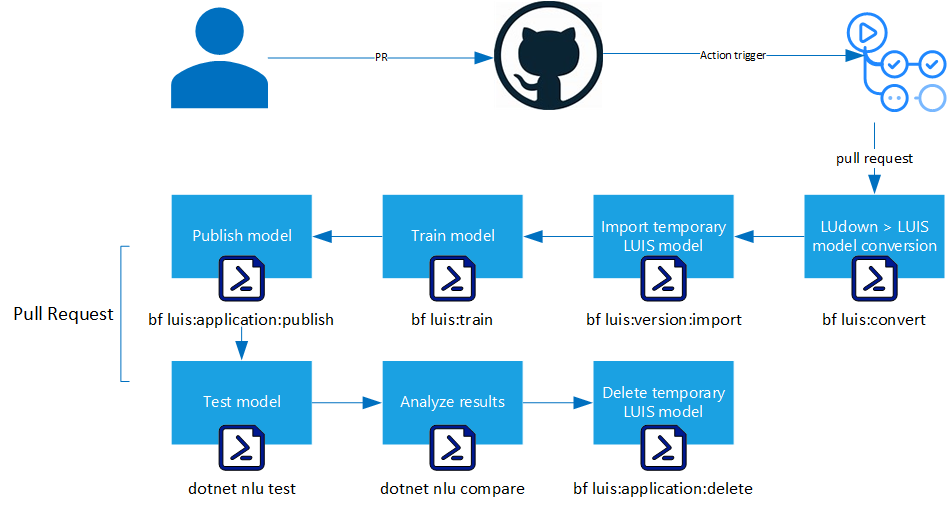 PR
Action trigger
pull request
Publish model
Train model
Import temporary
LUIS model
LUdown > LUIS
model conversion
bf luis:application:publish
bf luis:train
bf luis:version:import
bf luis:convert
Pull Request
Test model
Analyze results
Delete temporary
LUIS model
dotnet nlu test
dotnet nlu compare
bf luis:application:delete